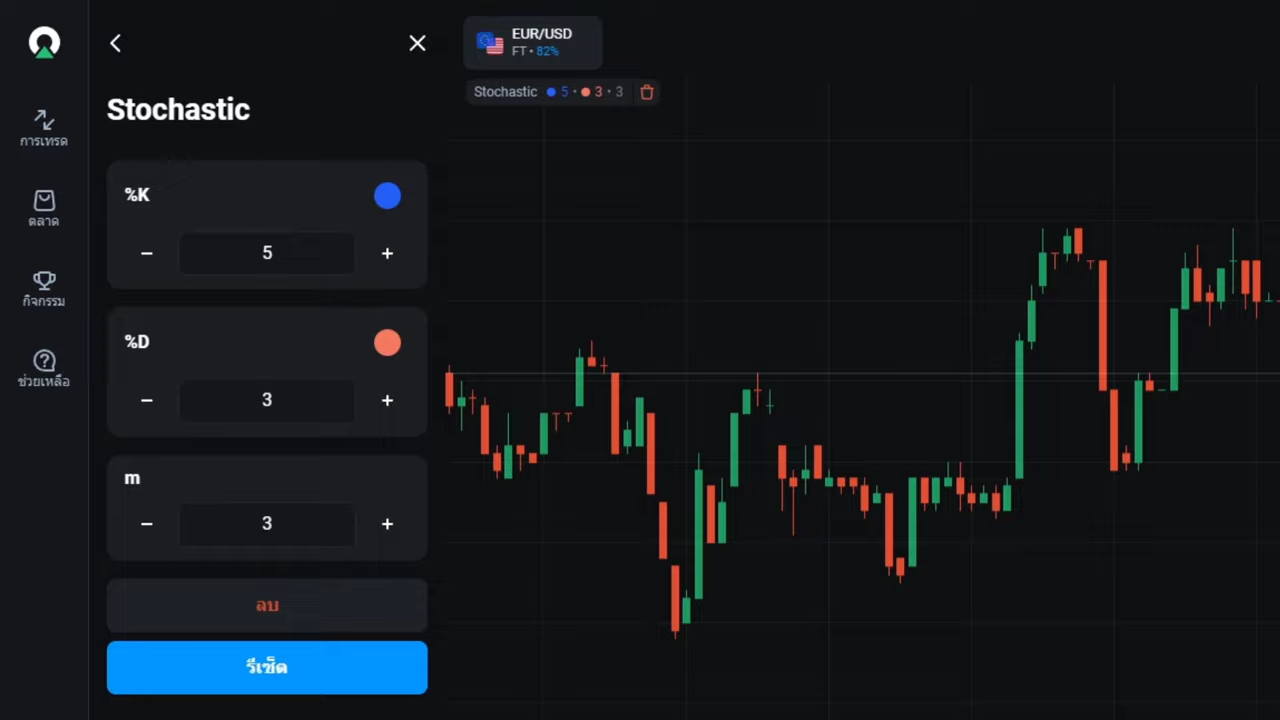 การเทรด
ตลาด
กิจกรรม
ช่วยเหลือ
Stochastic
%K
− 5 +
%D
− 3 +
m
− 3 +
ลบ
รีเซ็ต
EUR/USD
FT • 82%
Stochastic 5 • 3 • 3